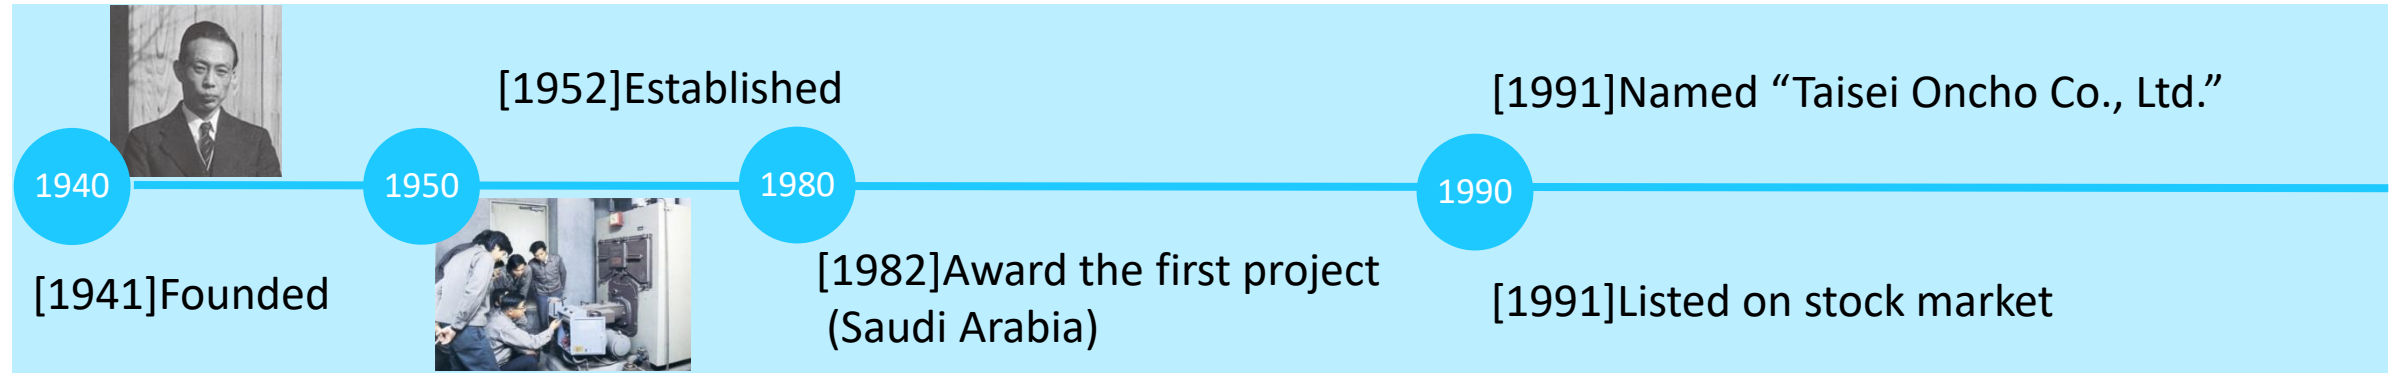 [1952]Established
[1991]Named “Taisei Oncho Co., Ltd.”
1940
1950
1980
1990
[1941]Founded
[1982]Award the first project
(Saudi Arabia)
[1991]Listed on stock market